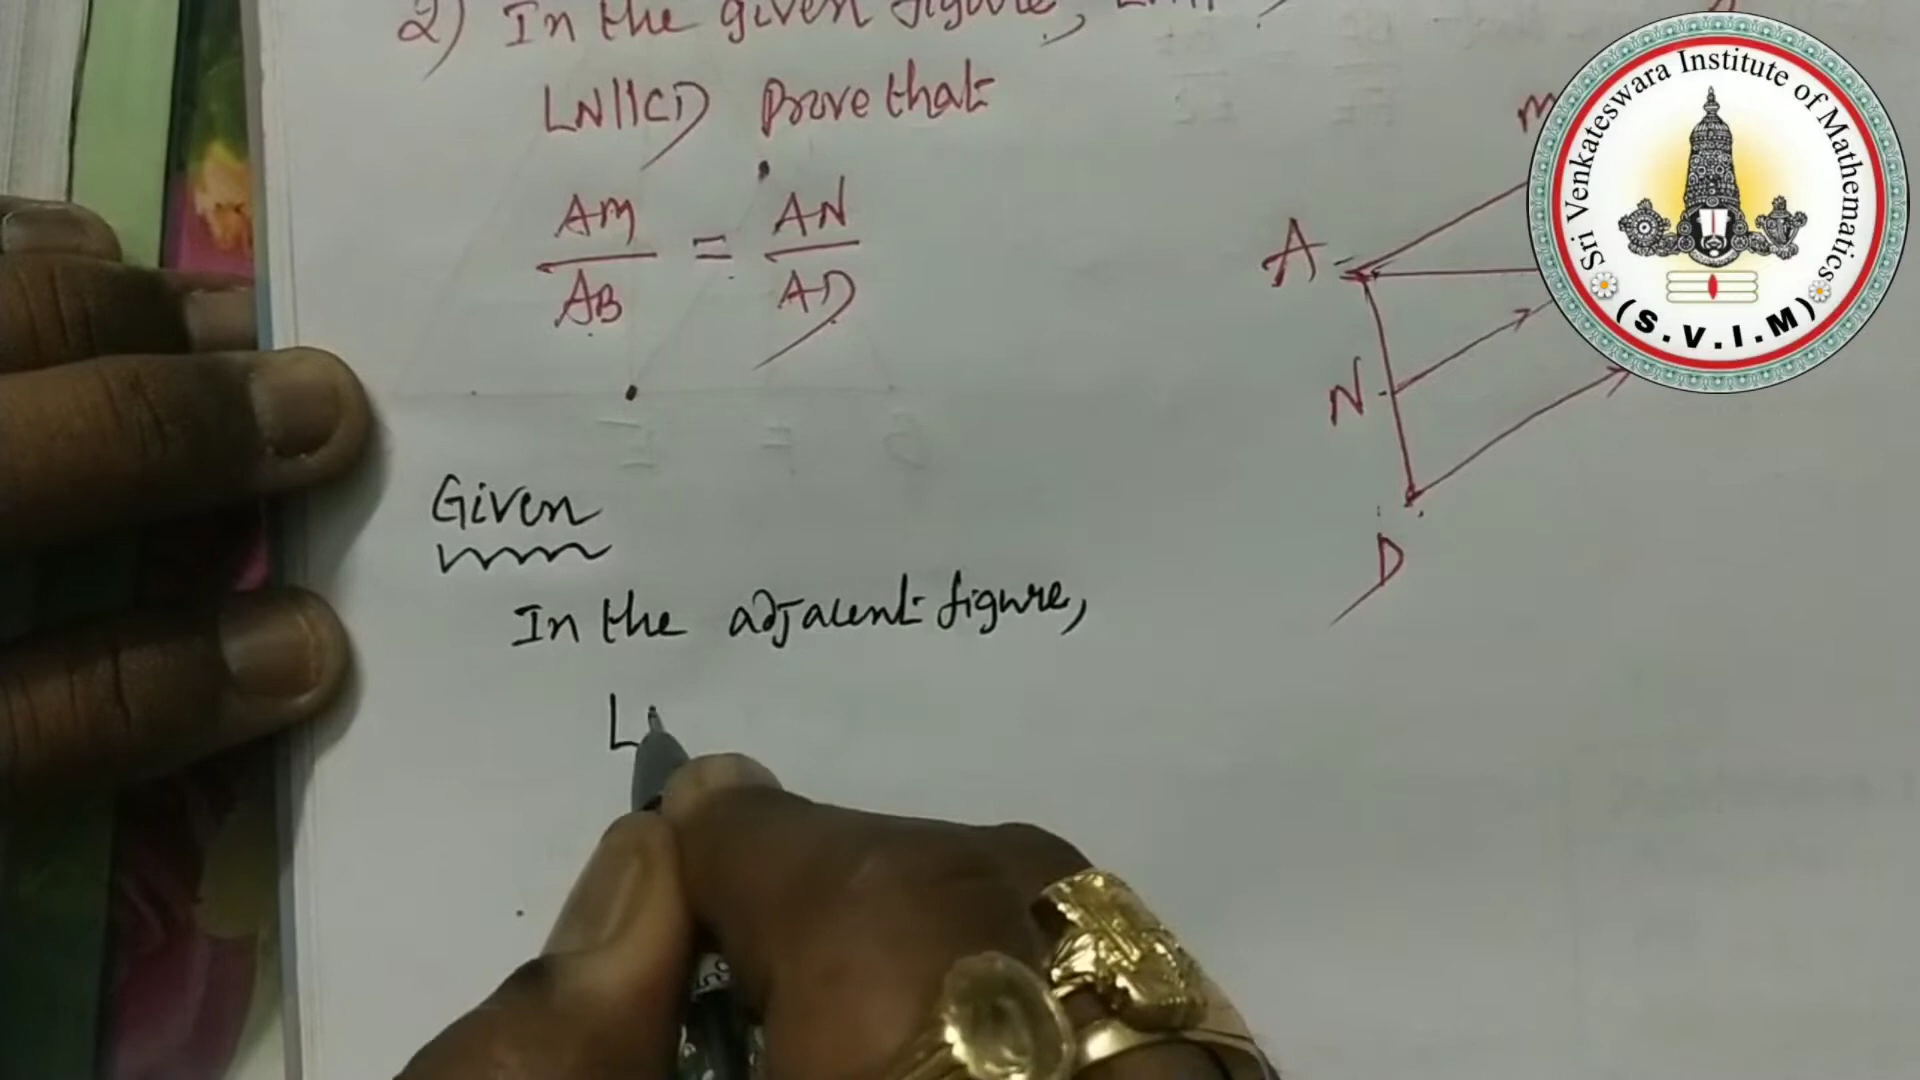 2) In the given figure,
LN||CD Prove that
AM/AB = AN/AD
M
A
N
D
Given
In the adjacent figure,
L
Sri Venkateswara Institute of Mathematics
(S.V.I.M)